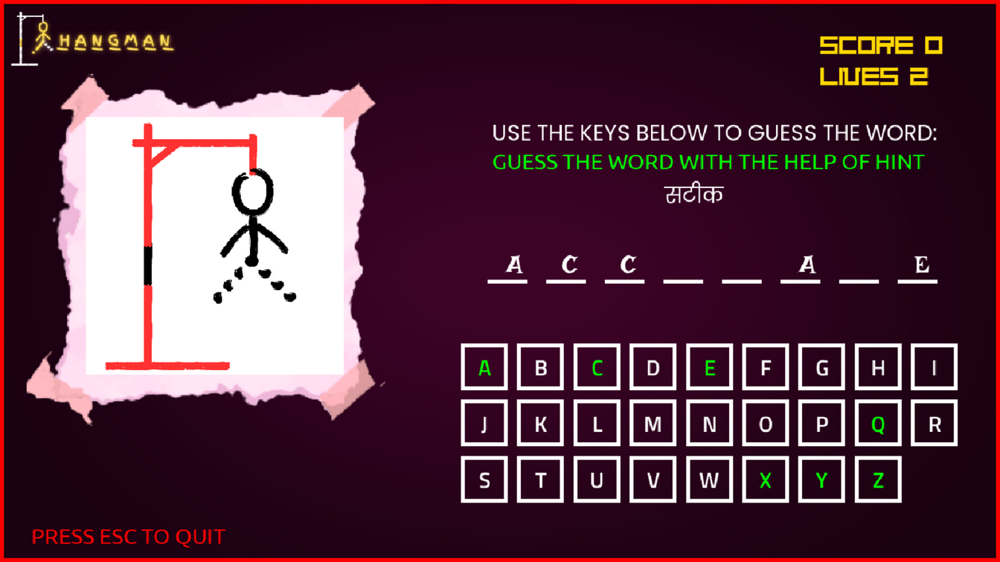 HANGMAN
SCORE 0
LIVES 2
USE THE KEYS BELOW TO GUESS THE WORD:
GUESS THE WORD WITH THE HELP OF HINT
सटीक
A C C _ _ A _ E
A B C D E F G H I
J K L M N O P Q R
S T U V W X Y Z
PRESS ESC TO QUIT